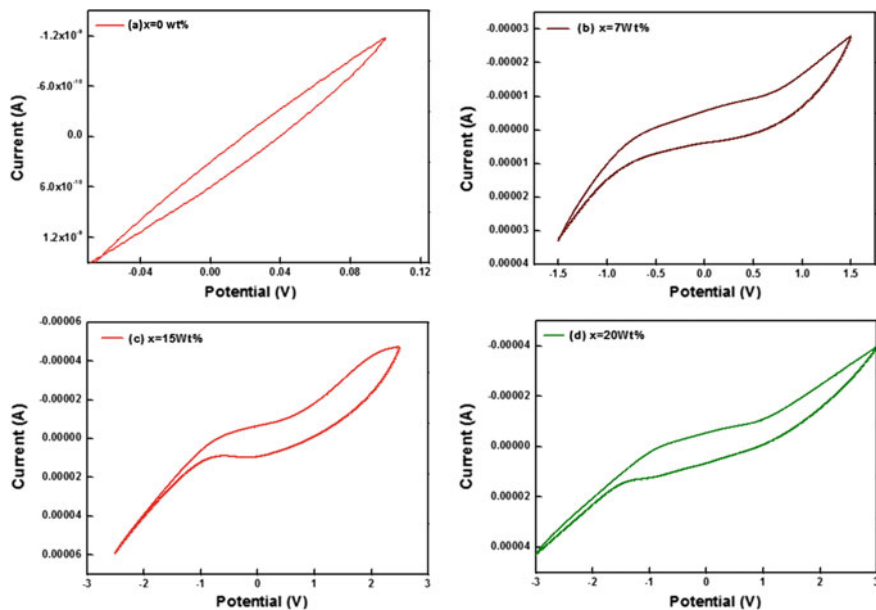 (a)x=0 wt%
-1.2x10⁻⁹
-6.0x10⁻¹⁰
0.0
6.0x10⁻¹⁰
1.2x10⁻⁹
Current (A)
-0.04 0.00 0.04 0.08 0.12
Potential (V)
(b) x=7Wt%
-0.00003
-0.00002
-0.00001
0.00000
0.00001
0.00002
0.00003
0.00004
Current (A)
-1.5 -1.0 -0.5 0.0 0.5 1.0 1.5
Potential (V)
(c) x=15Wt%
-0.00006
-0.00004
-0.00002
0.00000
0.00002
0.00004
0.00006
Current (A)
-3 -2 -1 0 1 2 3
Potential (V)
(d) x=20Wt%
-0.00004
-0.00002
0.00000
0.00002
0.00004
Current (A)
-3 -2 -1 0 1 2 3
Potential (V)